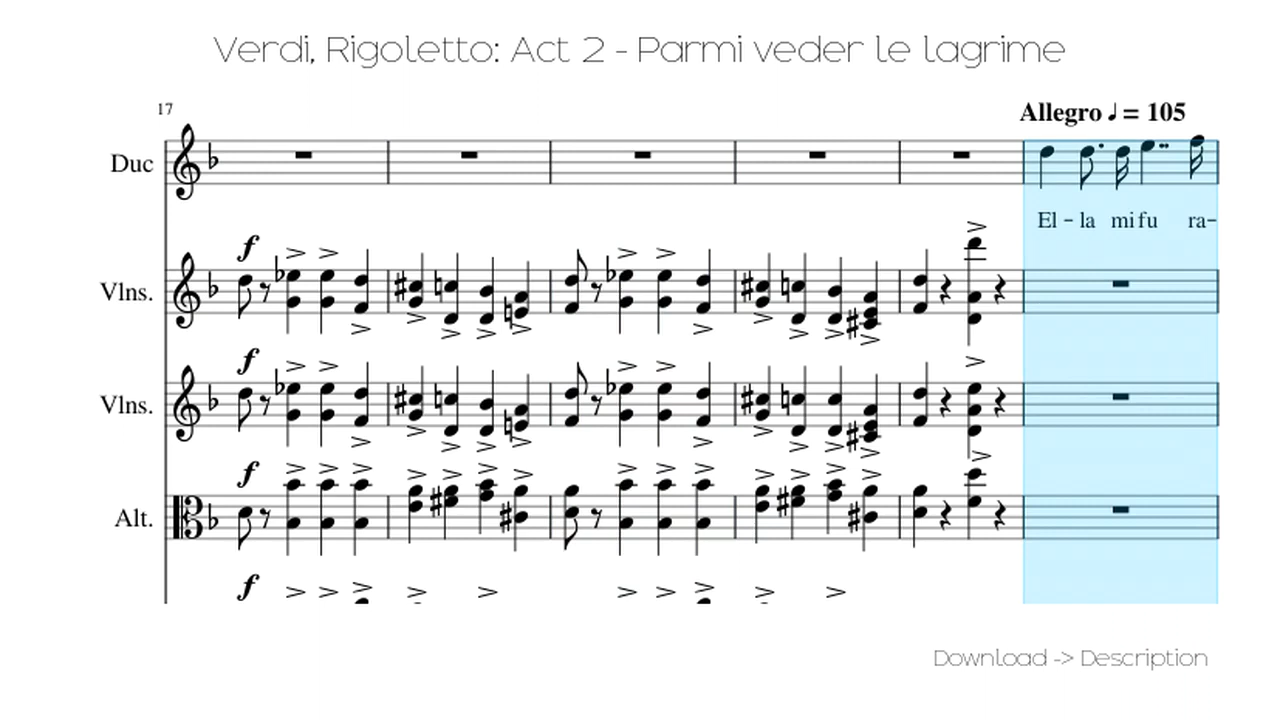 Verdi, Rigoletto: Act 2 - Parmi veder le lagrime
17
Allegro ♩ = 105
Duc
El - la mi fu ra-
f
Vlns.
f
Vlns.
f
Alt.
f
Download -> Description